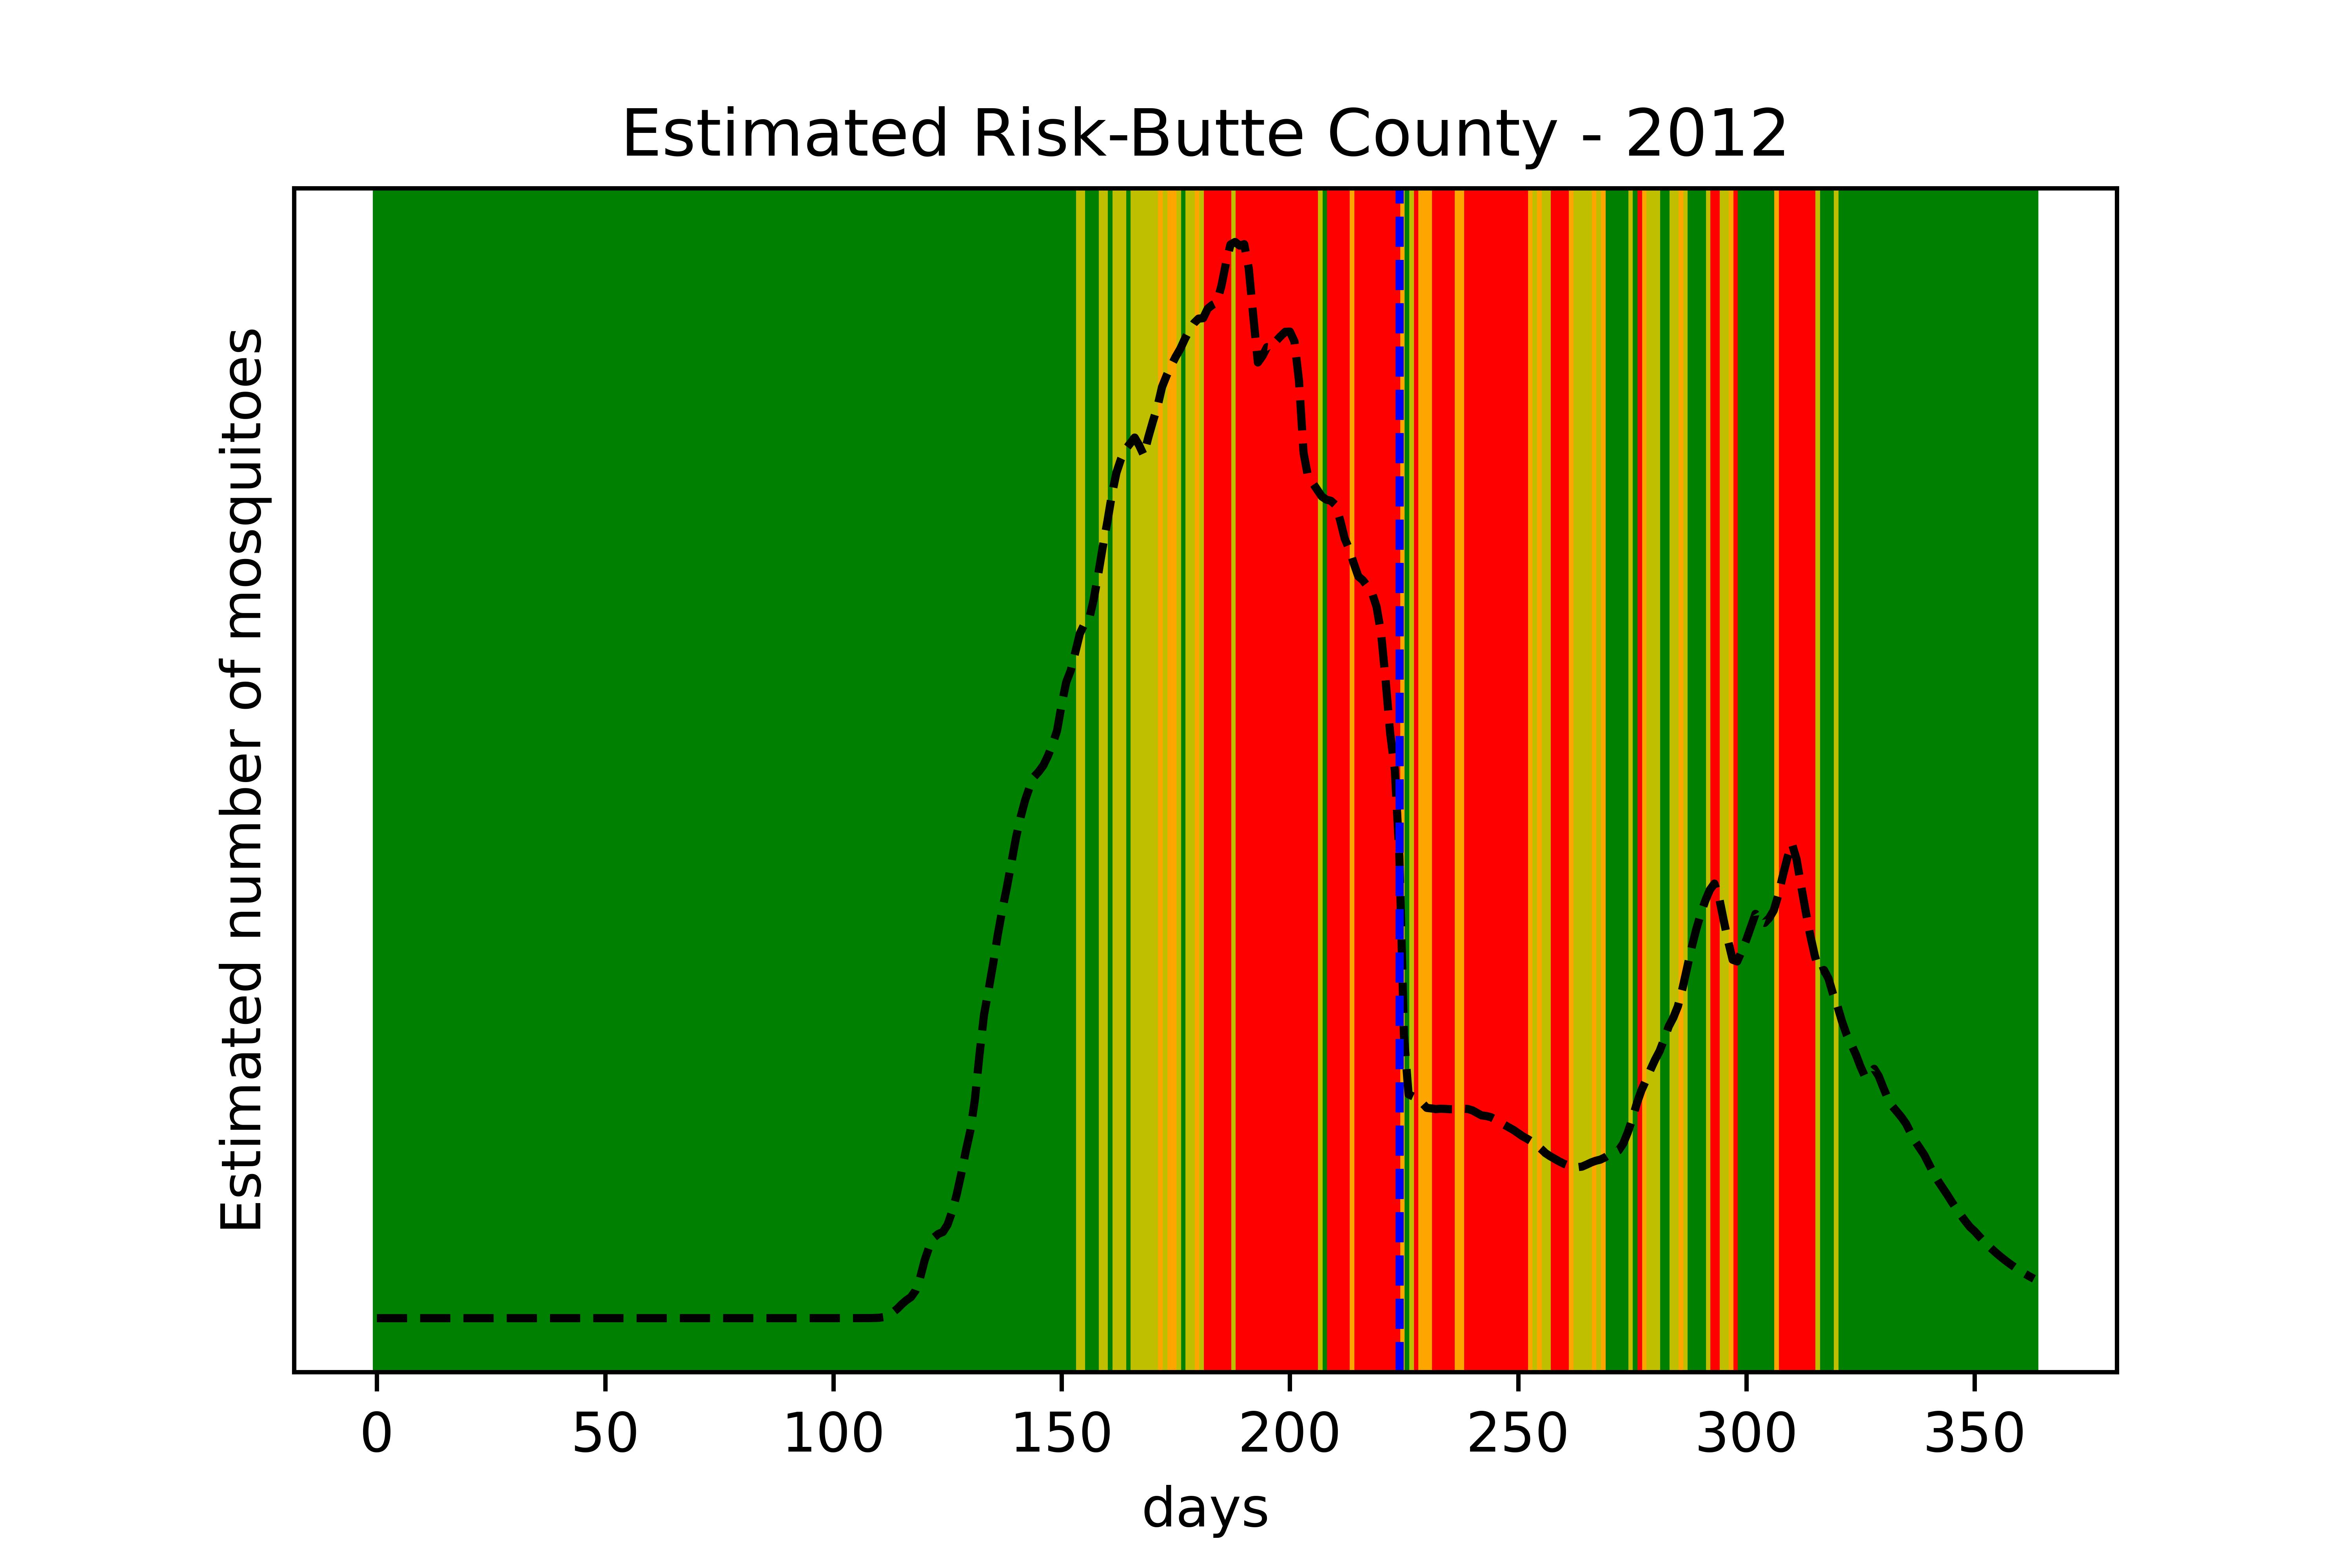 Estimated Risk-Butte County - 2012
Estimated number of mosquitoes
0 50 100 150 200 250 300 350
days